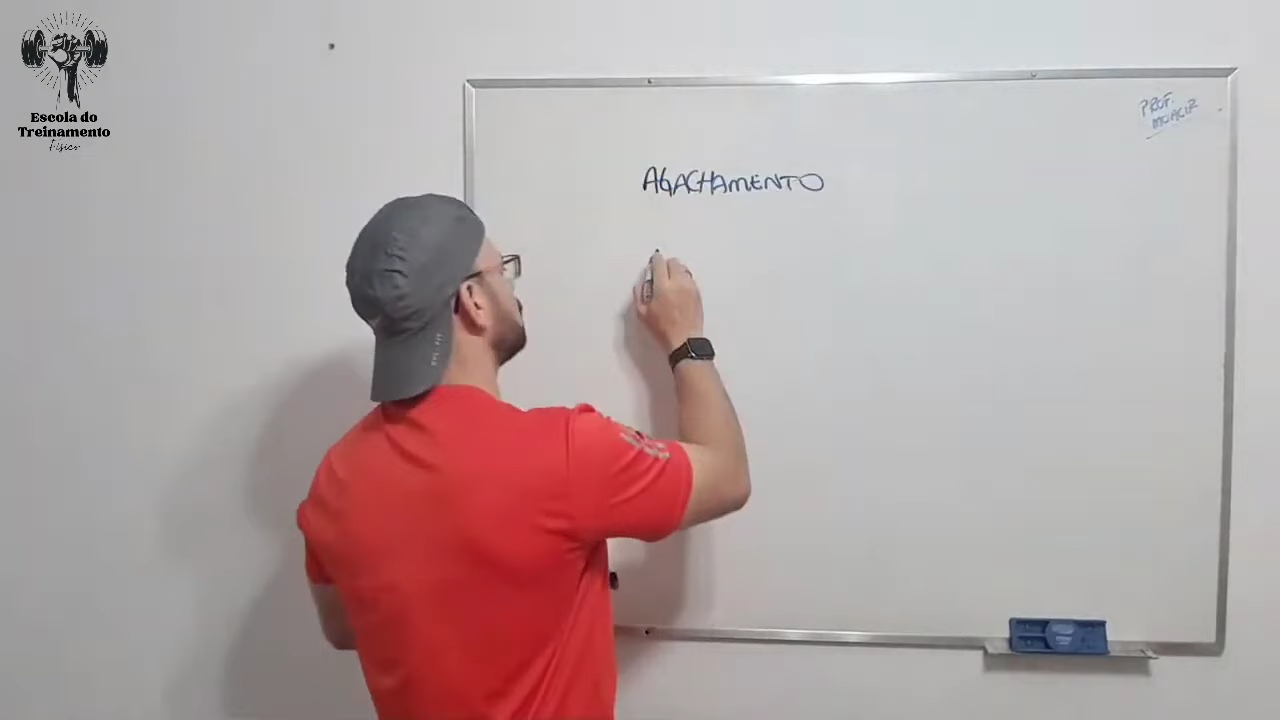 Escola do
Treinamento
Físico
PROF.
MOACIR
AGACHAMENTO